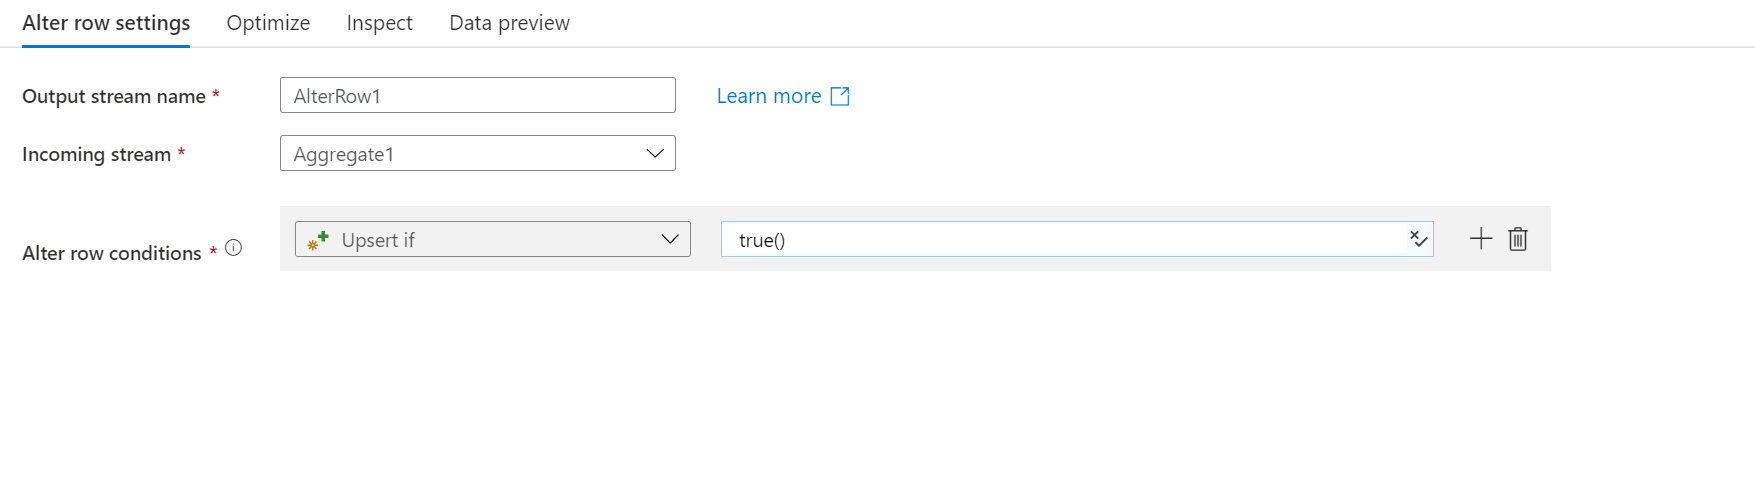 Alter row settings Optimize Inspect Data preview
Output stream name * AlterRow1 Learn more
Incoming stream * Aggregate1
Alter row conditions * Upsert if true()